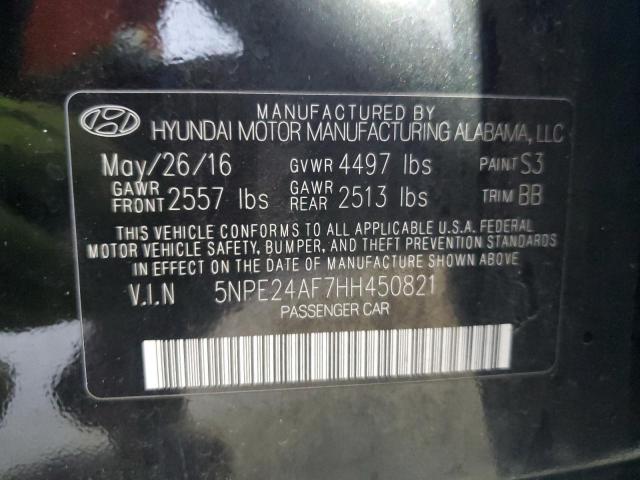 MANUFACTURED BY
HYUNDAI MOTOR MANUFACTURING ALABAMA, LLC
May/26/16 GVWR 4497 lbs PAINT S3
GAWR FRONT 2557 lbs GAWR REAR 2513 lbs TRIM BB
THIS VEHICLE CONFORMS TO ALL APPLICABLE U.S.A. FEDERAL
MOTOR VEHICLE SAFETY, BUMPER, AND THEFT PREVENTION STANDARDS
IN EFFECT ON THE DATE OF MANUFACTURE SHOWN ABOVE.
V.I.N 5NPE24AF7HH450821
PASSENGER CAR